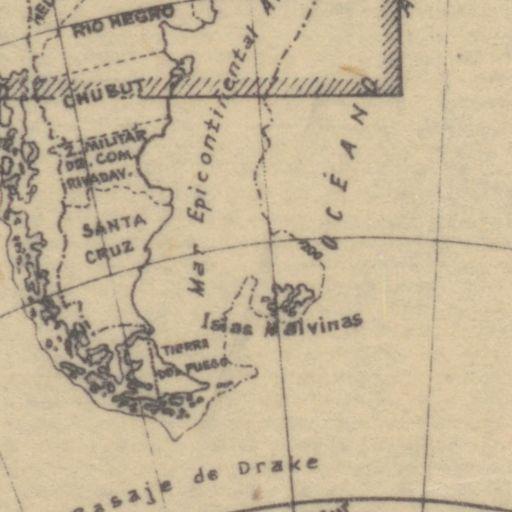 RIO NEGRO
CHUBUT
Z. MILITAR
DE COM.
RIVADAV.
SANTA
CRUZ
Mar Epicontinental
OCÉANO
Islas Malvinas
TIERRA
DEL FUEGO
Pasaje de Drake